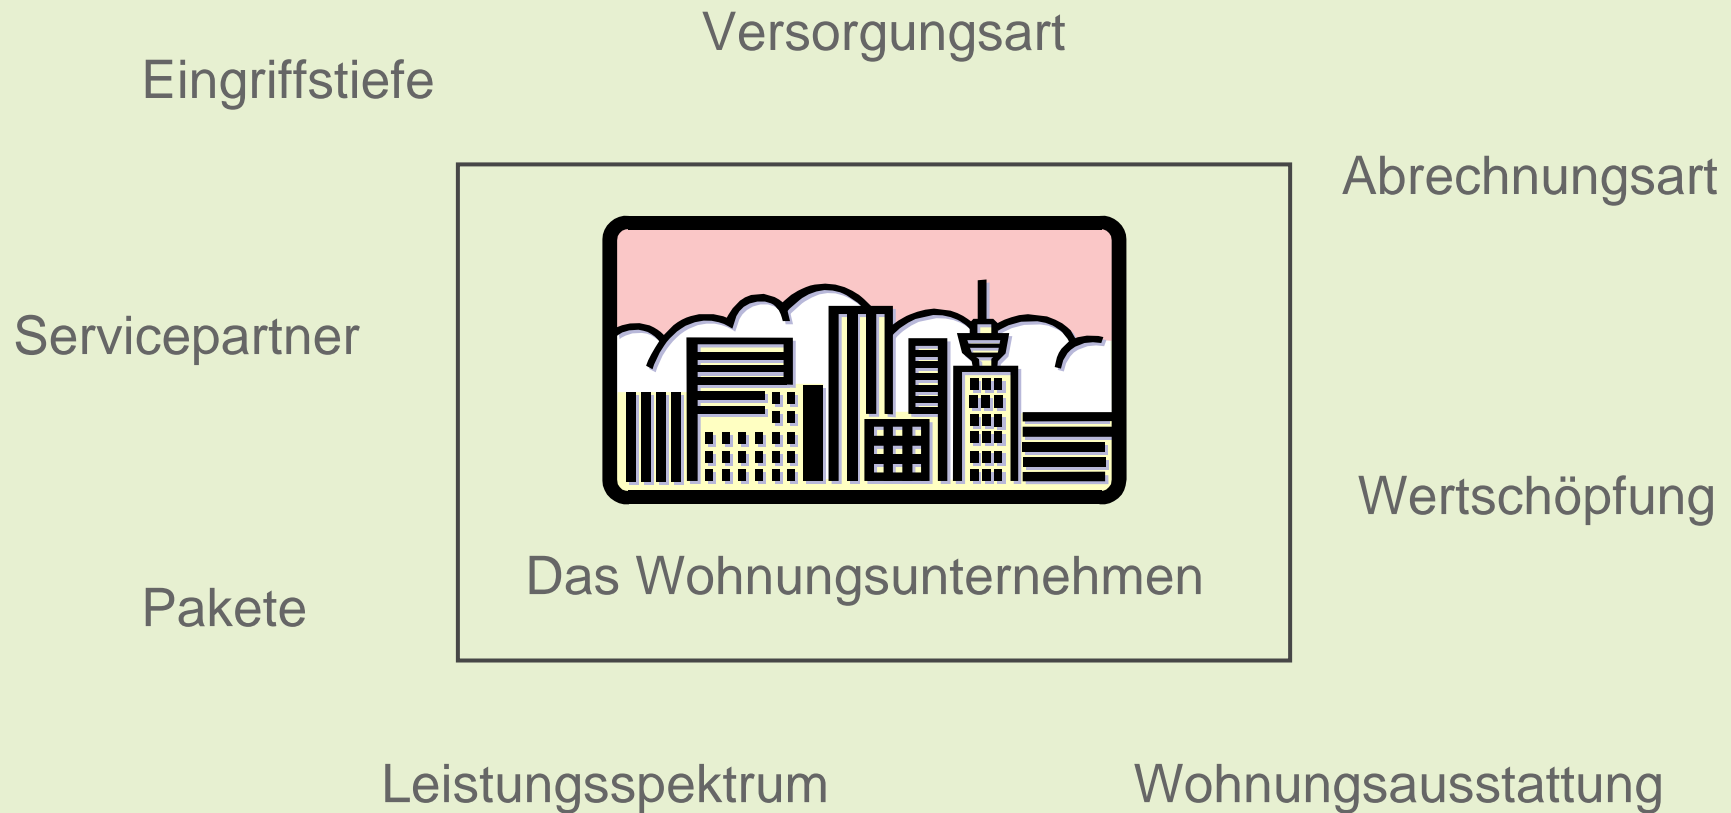 Versorgungsart
Eingriffstiefe
Abrechnungsart
Servicepartner
Wertschöpfung
Das Wohnungsunternehmen
Pakete
Leistungsspektrum
Wohnungsausstattung